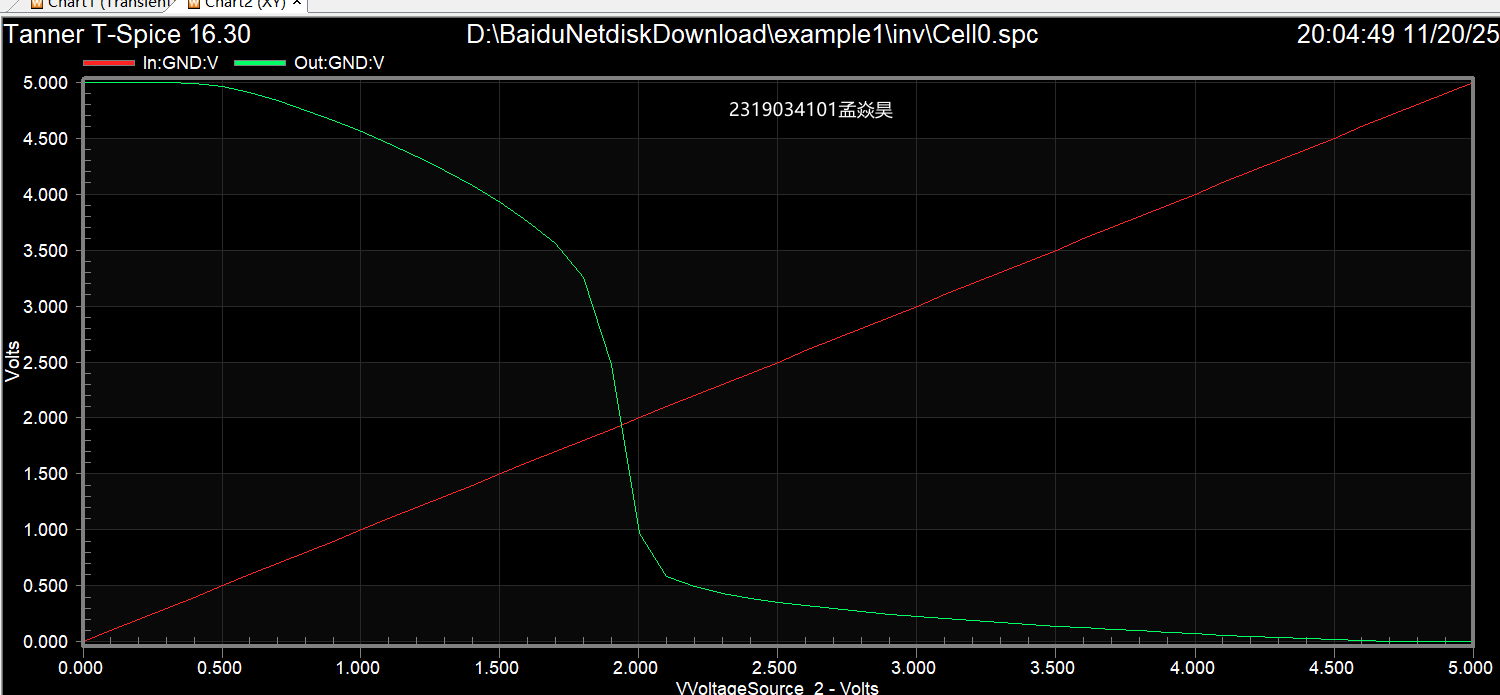 Chart1 (Transient
Chart2 (XY) ×
Tanner T-Spice 16.30
D:\BaiduNetdiskDownload\example1\inv\Cell0.spc
20:04:49 11/20/25
In:GND:V
Out:GND:V
2319034101孟焱昊
5.000
4.500
4.000
3.500
3.000
2.500
2.000
1.500
1.000
0.500
0.000
Volts
0.000 0.500 1.000 1.500 2.000 2.500 3.000 3.500 4.000 4.500 5.000
VVoltageSource_2 - Volts